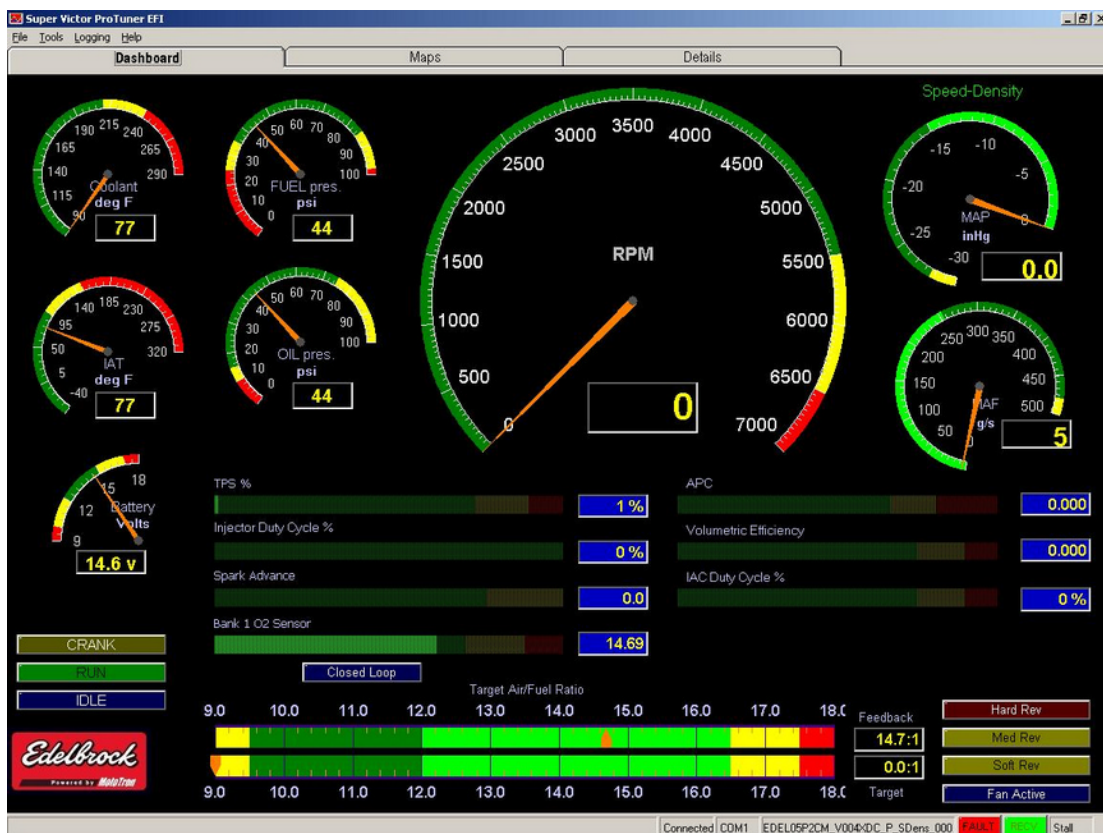 Super Victor ProTuner EFI
File Tools Logging Help
Dashboard Maps Details
Speed-Density
90 115 140 165 190 215 240 265 290
Coolant
deg F
77
0 10 20 30 40 50 60 70 80 90 100
FUEL pres.
psi
44
0 500 1000 1500 2000 2500 3000 3500 4000 4500 5000 5500 6000 6500 7000
RPM
0
-30 -25 -20 -15 -10 -5 0
MAP
inHg
0.0
-40 5 50 95 140 185 230 275 320
IAT
deg F
77
0 10 20 30 40 50 60 70 80 90 100
OIL pres.
psi
44
0 50 100 150 200 250 300 350 400 450 500
MAF
g/s
5
9 12 15 18
Battery
Volts
14.6 v
TPS %
1 %
Injector Duty Cycle %
0 %
Spark Advance
0.0
Bank 1 O2 Sensor
14.69
Closed Loop
APC
0.000
Volumetric Efficiency
0.000
IAC Duty Cycle %
0 %
CRANK
RUN
IDLE
Edelbrock
Powered by MotoTron
Target Air/Fuel Ratio
9.0 10.0 11.0 12.0 13.0 14.0 15.0 16.0 17.0 18.0
9.0 10.0 11.0 12.0 13.0 14.0 15.0 16.0 17.0 18.0
Feedback
14.7:1
0.0:1
Target
Hard Rev
Med Rev
Soft Rev
Fan Active
Connected COM1 EDEL05P2CM_V004XDC_P_SDens_000 FAULT RECV Stall